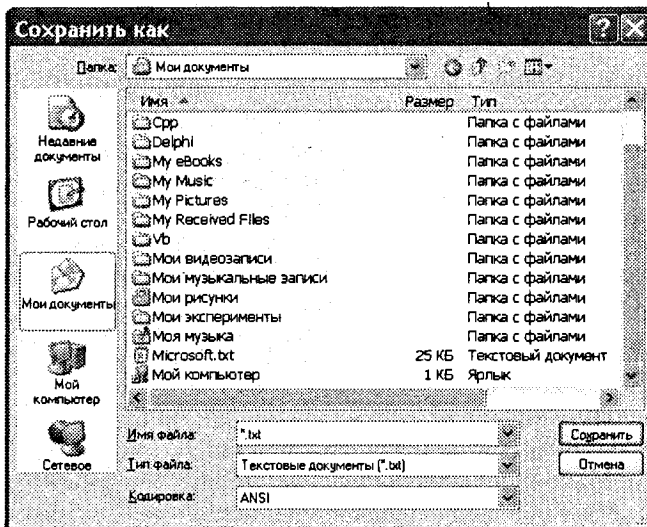 Сохранить как
Папка: Мои документы
Имя Размер Тип
Cpp Папка с файлами
Delphi Папка с файлами
My eBooks Папка с файлами
My Music Папка с файлами
My Pictures Папка с файлами
My Received Files Папка с файлами
Vb Папка с файлами
Мои видеозаписи Папка с файлами
Мои музыкальные записи Папка с файлами
Мои рисунки Папка с файлами
Мои эксперименты Папка с файлами
Моя музыка Папка с файлами
Microsoft.txt 25 КБ Текстовый документ
Мой компьютер 1 КБ Ярлык
Недавние
документы
Рабочий стол
Мои документы
Мой
компьютер
Сетевое
Имя файла: *.txt Сохранить
Тип файла: Текстовые документы (*.txt) Отмена
Кодировка: ANSI